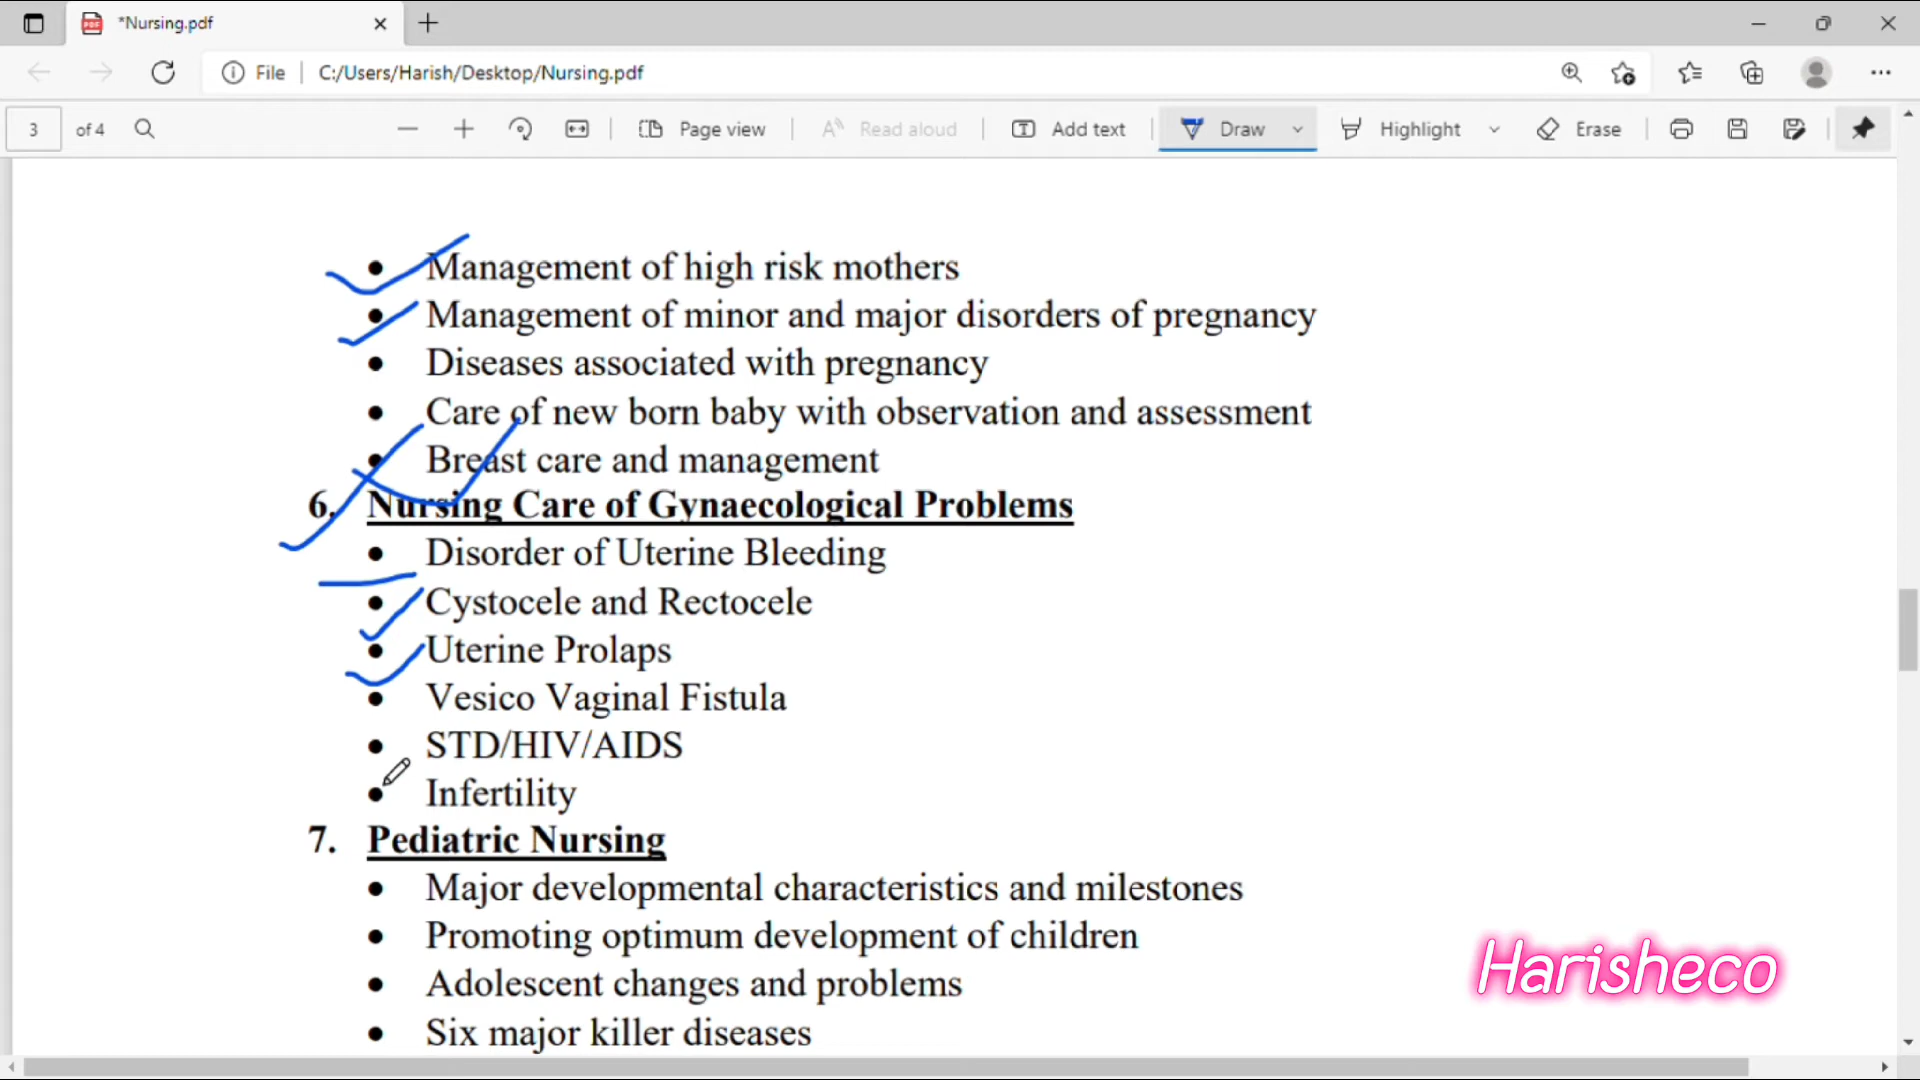 *Nursing.pdf
File C:/Users/Harish/Desktop/Nursing.pdf
3 of 4 Page view Read aloud Add text Draw Highlight Erase
• Management of high risk mothers
• Management of minor and major disorders of pregnancy
• Diseases associated with pregnancy
• Care of new born baby with observation and assessment
• Breast care and management
6. Nursing Care of Gynaecological Problems
• Disorder of Uterine Bleeding
• Cystocele and Rectocele
• Uterine Prolaps
• Vesico Vaginal Fistula
• STD/HIV/AIDS
• Infertility
7. Pediatric Nursing
• Major developmental characteristics and milestones
• Promoting optimum development of children
• Adolescent changes and problems
• Six major killer diseases
Harisheco